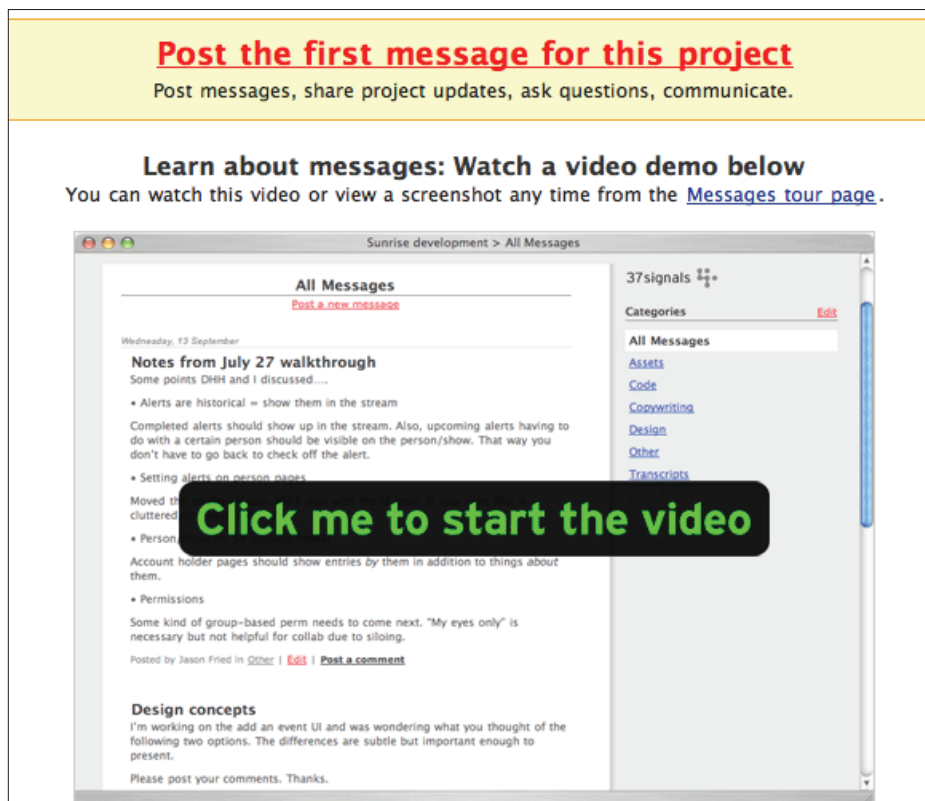 Post the first message for this project
Post messages, share project updates, ask questions, communicate.
Learn about messages: Watch a video demo below
You can watch this video or view a screenshot any time from the Messages tour page.
Sunrise development > All Messages
All Messages
Post a new message
Wednesday, 13 September
Notes from July 27 walkthrough
Some points DHH and I discussed....
• Alerts are historical = show them in the stream
Completed alerts should show up in the stream. Also, upcoming alerts having to
do with a certain person should be visible on the person/show. That way you
don't have to go back to check off the alert.
• Setting alerts on person pages
Moved
cluttered
• Person
Click me to start the video
Account holder pages should show entries by them in addition to things about
them.
• Permissions
Some kind of group-based perm needs to come next. "My eyes only" is
necessary but not helpful for collab due to siloing.
Posted by Jason Fried in Other | Edit | Post a comment
Design concepts
I'm working on the add an event UI and was wondering what you thought of the
following two options. The differences are subtle but important enough to
present.
Please post your comments. Thanks.
37signals
Categories
Edit
All Messages
Assets
Code
Copywriting
Design
Other
Transcripts